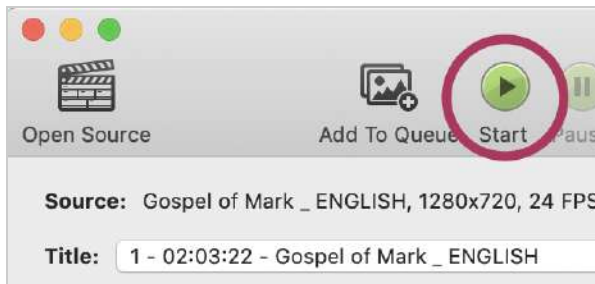 Open Source Add To Queue Start Paus
Source: Gospel of Mark _ ENGLISH, 1280x720, 24 FPS
Title: 1 - 02:03:22 - Gospel of Mark _ ENGLISH